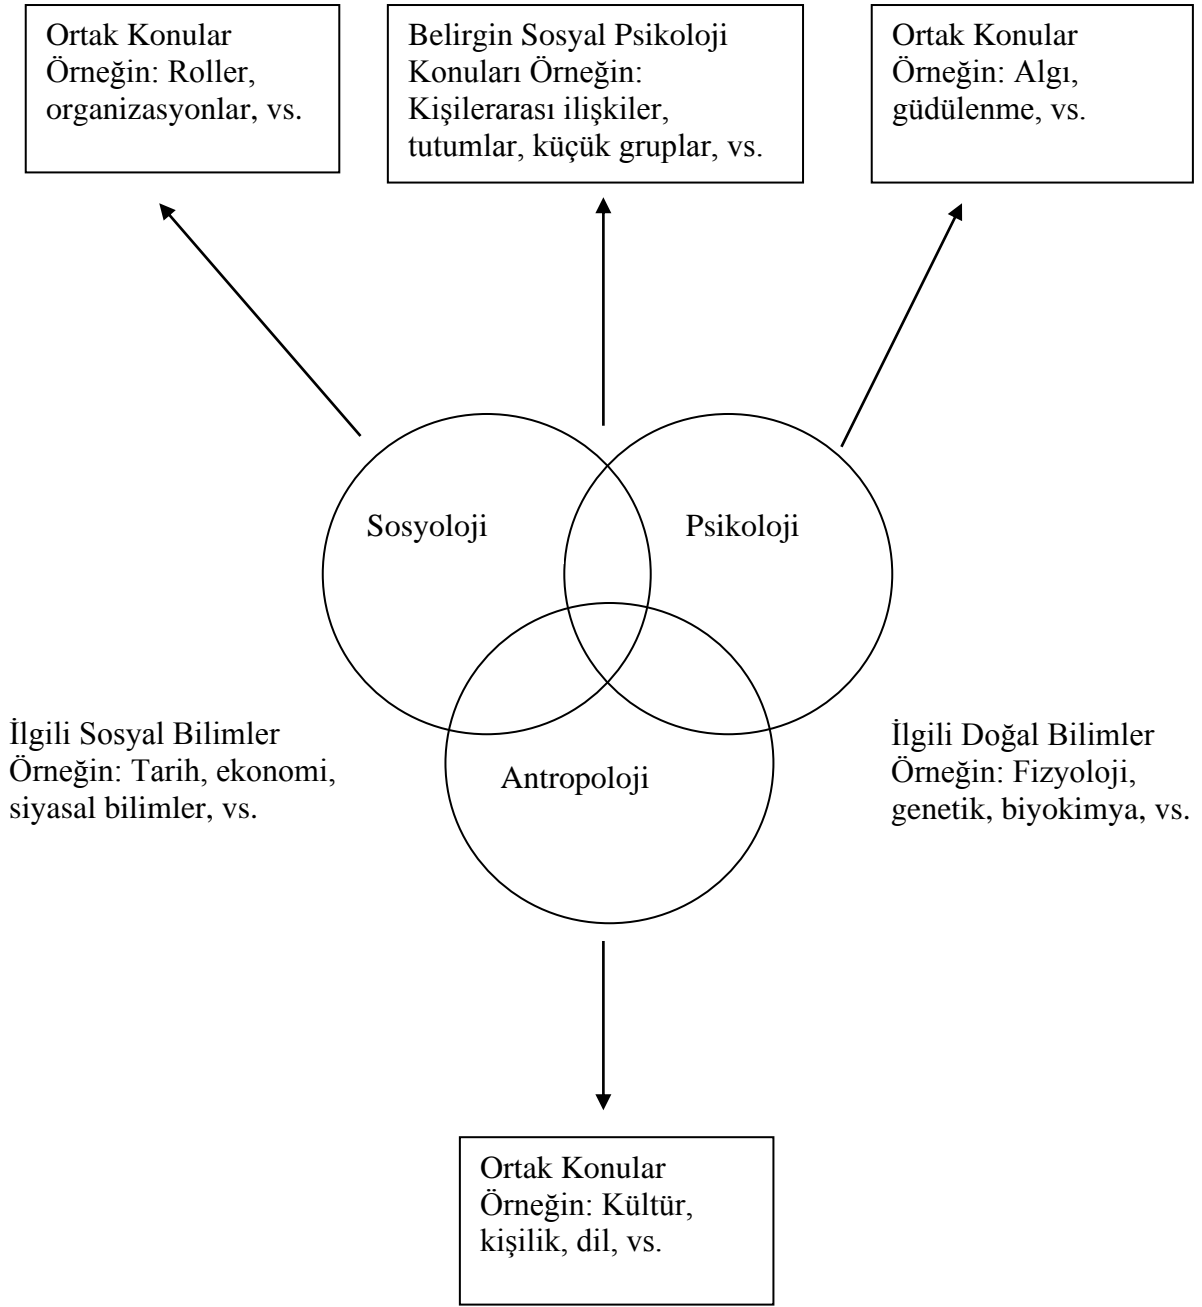 Ortak Konular
Örneğin: Roller,
organizasyonlar, vs.
Belirgin Sosyal Psikoloji
Konuları Örneğin:
Kişilerarası ilişkiler,
tutumlar, küçük gruplar, vs.
Ortak Konular
Örneğin: Algı,
güdülenme, vs.
Sosyoloji
Psikoloji
Antropoloji
İlgili Sosyal Bilimler
Örneğin: Tarih, ekonomi,
siyasal bilimler, vs.
İlgili Doğal Bilimler
Örneğin: Fizyoloji,
genetik, biyokimya, vs.
Ortak Konular
Örneğin: Kültür,
kişilik, dil, vs.